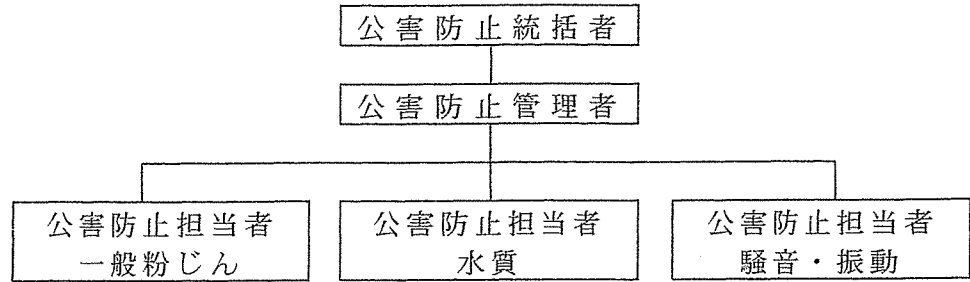 公害防止統括者
公害防止管理者
公害防止担当者
一般粉じん
公害防止担当者
水質
公害防止担当者
騒音・振動